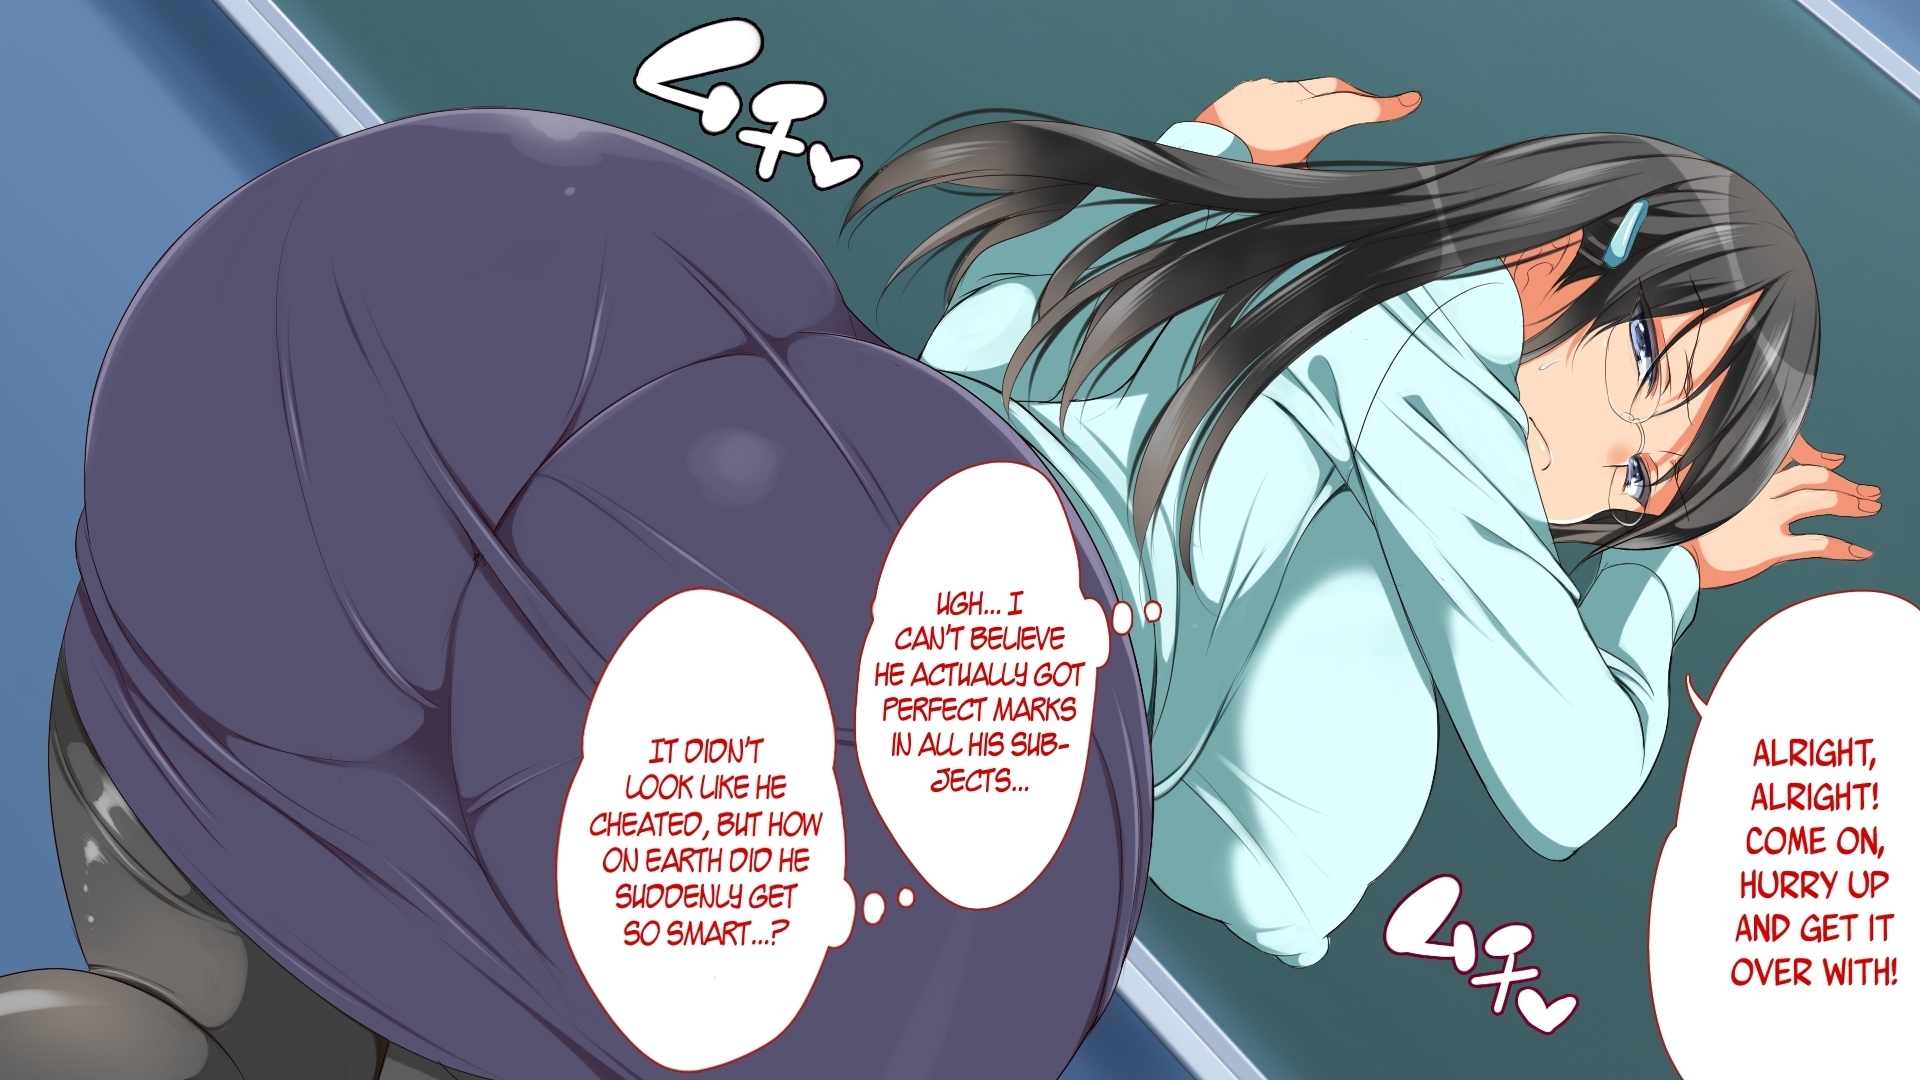 ムチ♡
UGH... I
CAN'T BELIEVE
HE ACTUALLY GOT
PERFECT MARKS
IN ALL HIS SUB-
JECTS...
IT DIDN'T
LOOK LIKE HE
CHEATED, BUT HOW
ON EARTH DID HE
SUDDENLY GET
SO SMART...?
ALRIGHT,
ALRIGHT!
COME ON,
HURRY UP
AND GET IT
OVER WITH!
ムチ♡